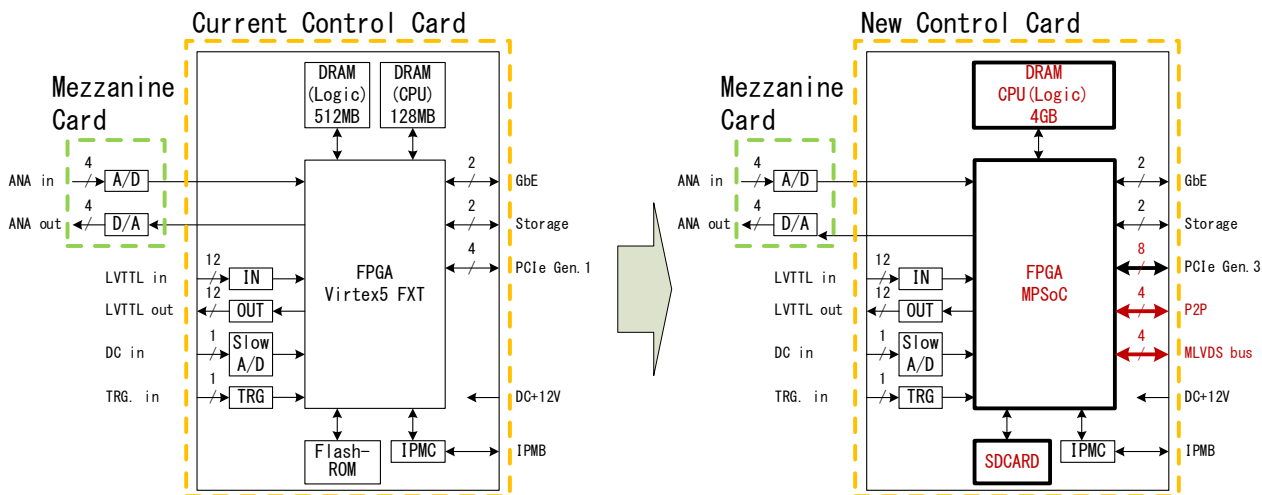 Current Control Card
Mezzanine
Card
DRAM
(Logic)
512MB
DRAM
(CPU)
128MB
ANA in
4
A/D
ANA out
4
D/A
LVTTL in
12
IN
LVTTL out
12
OUT
DC in
1
Slow
A/D
TRG. in
1
TRG
FPGA
Virtex5 FXT
2
GbE
2
Storage
4
PCIe Gen.1
DC+12V
Flash-
ROM
IPMC
IPMB
New Control Card
Mezzanine
Card
DRAM
CPU(Logic)
4GB
ANA in
4
A/D
ANA out
4
D/A
LVTTL in
12
IN
LVTTL out
12
OUT
DC in
1
Slow
A/D
TRG. in
1
TRG
FPGA
MPSoC
2
GbE
2
Storage
8
PCIe Gen.3
4
P2P
4
MLVDS bus
DC+12V
SDCARD
IPMC
IPMB